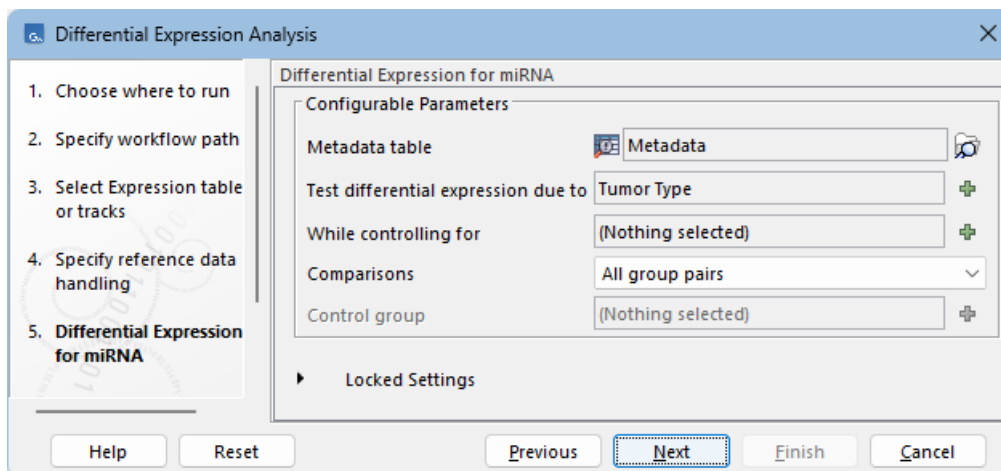 Differential Expression Analysis
1. Choose where to run
2. Specify workflow path
3. Select Expression table
or tracks
4. Specify reference data
handling
5. Differential Expression
for miRNA
Differential Expression for miRNA
Configurable Parameters
Metadata table Metadata
Test differential expression due to Tumor Type
While controlling for (Nothing selected)
Comparisons All group pairs
Control group (Nothing selected)
Locked Settings
Help Reset Previous Next Finish Cancel